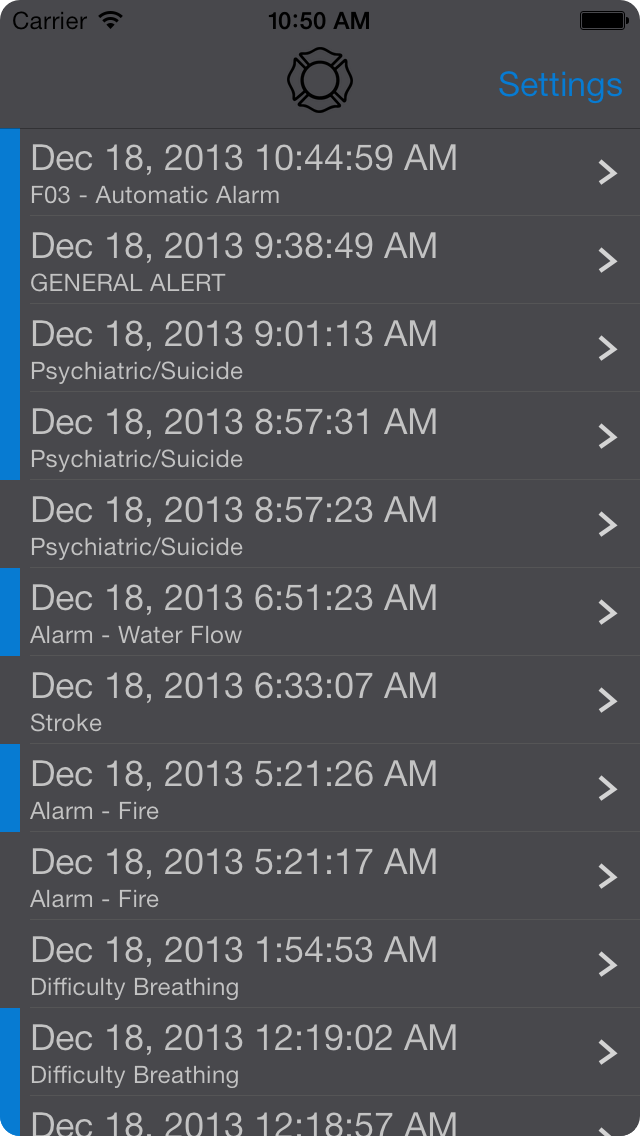 Carrier 10:50 AM
Settings
Dec 18, 2013 10:44:59 AM
F03 - Automatic Alarm
Dec 18, 2013 9:38:49 AM
GENERAL ALERT
Dec 18, 2013 9:01:13 AM
Psychiatric/Suicide
Dec 18, 2013 8:57:31 AM
Psychiatric/Suicide
Dec 18, 2013 8:57:23 AM
Psychiatric/Suicide
Dec 18, 2013 6:51:23 AM
Alarm - Water Flow
Dec 18, 2013 6:33:07 AM
Stroke
Dec 18, 2013 5:21:26 AM
Alarm - Fire
Dec 18, 2013 5:21:17 AM
Alarm - Fire
Dec 18, 2013 1:54:53 AM
Difficulty Breathing
Dec 18, 2013 12:19:02 AM
Difficulty Breathing
Dec 18, 2013 12:18:57 AM